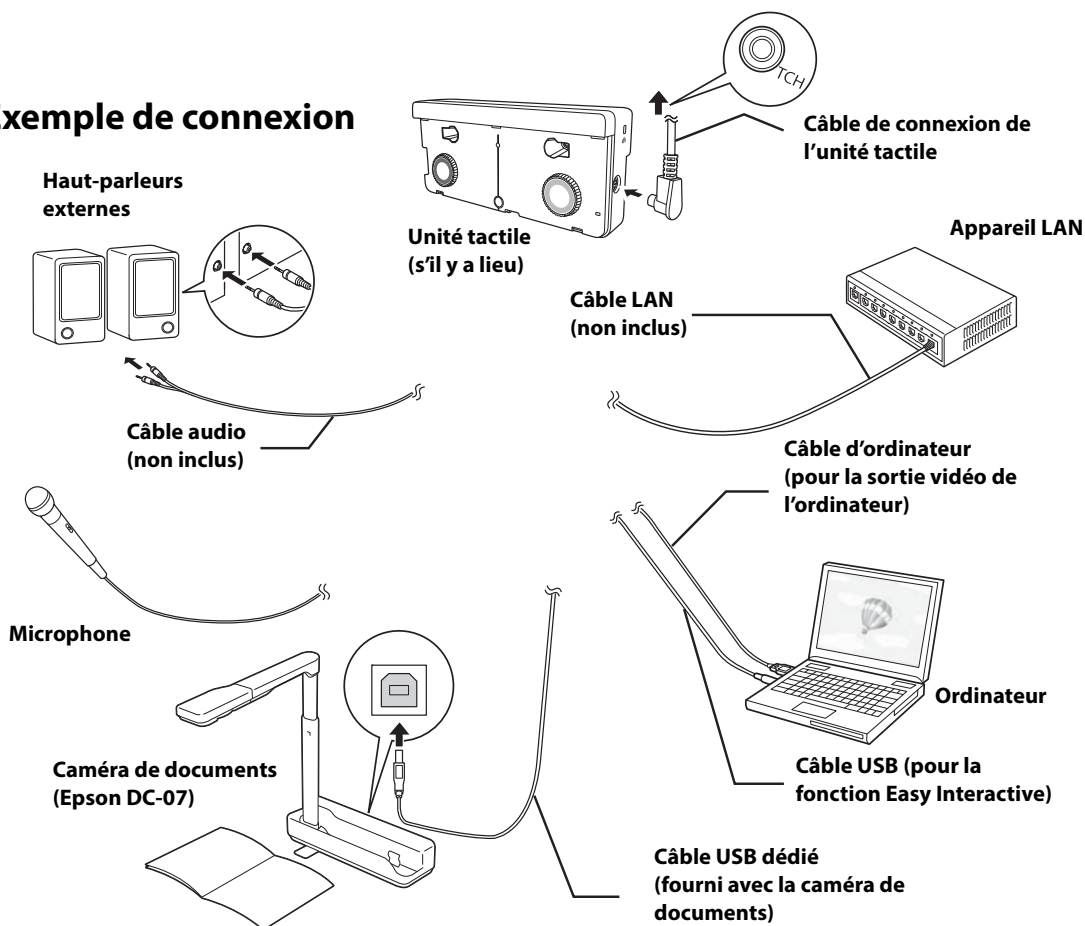 xemple de connexion
TCH
Câble de connexion de
l'unité tactile
Haut-parleurs
externes
Unité tactile
(s'il y a lieu)
Appareil LAN
Câble LAN
(non inclus)
Câble audio
(non inclus)
Câble d'ordinateur
(pour la sortie vidéo de
l'ordinateur)
Microphone
Ordinateur
Caméra de documents
(Epson DC-07)
Câble USB (pour la
fonction Easy Interactive)
Câble USB dédié
(fourni avec la caméra de
documents)